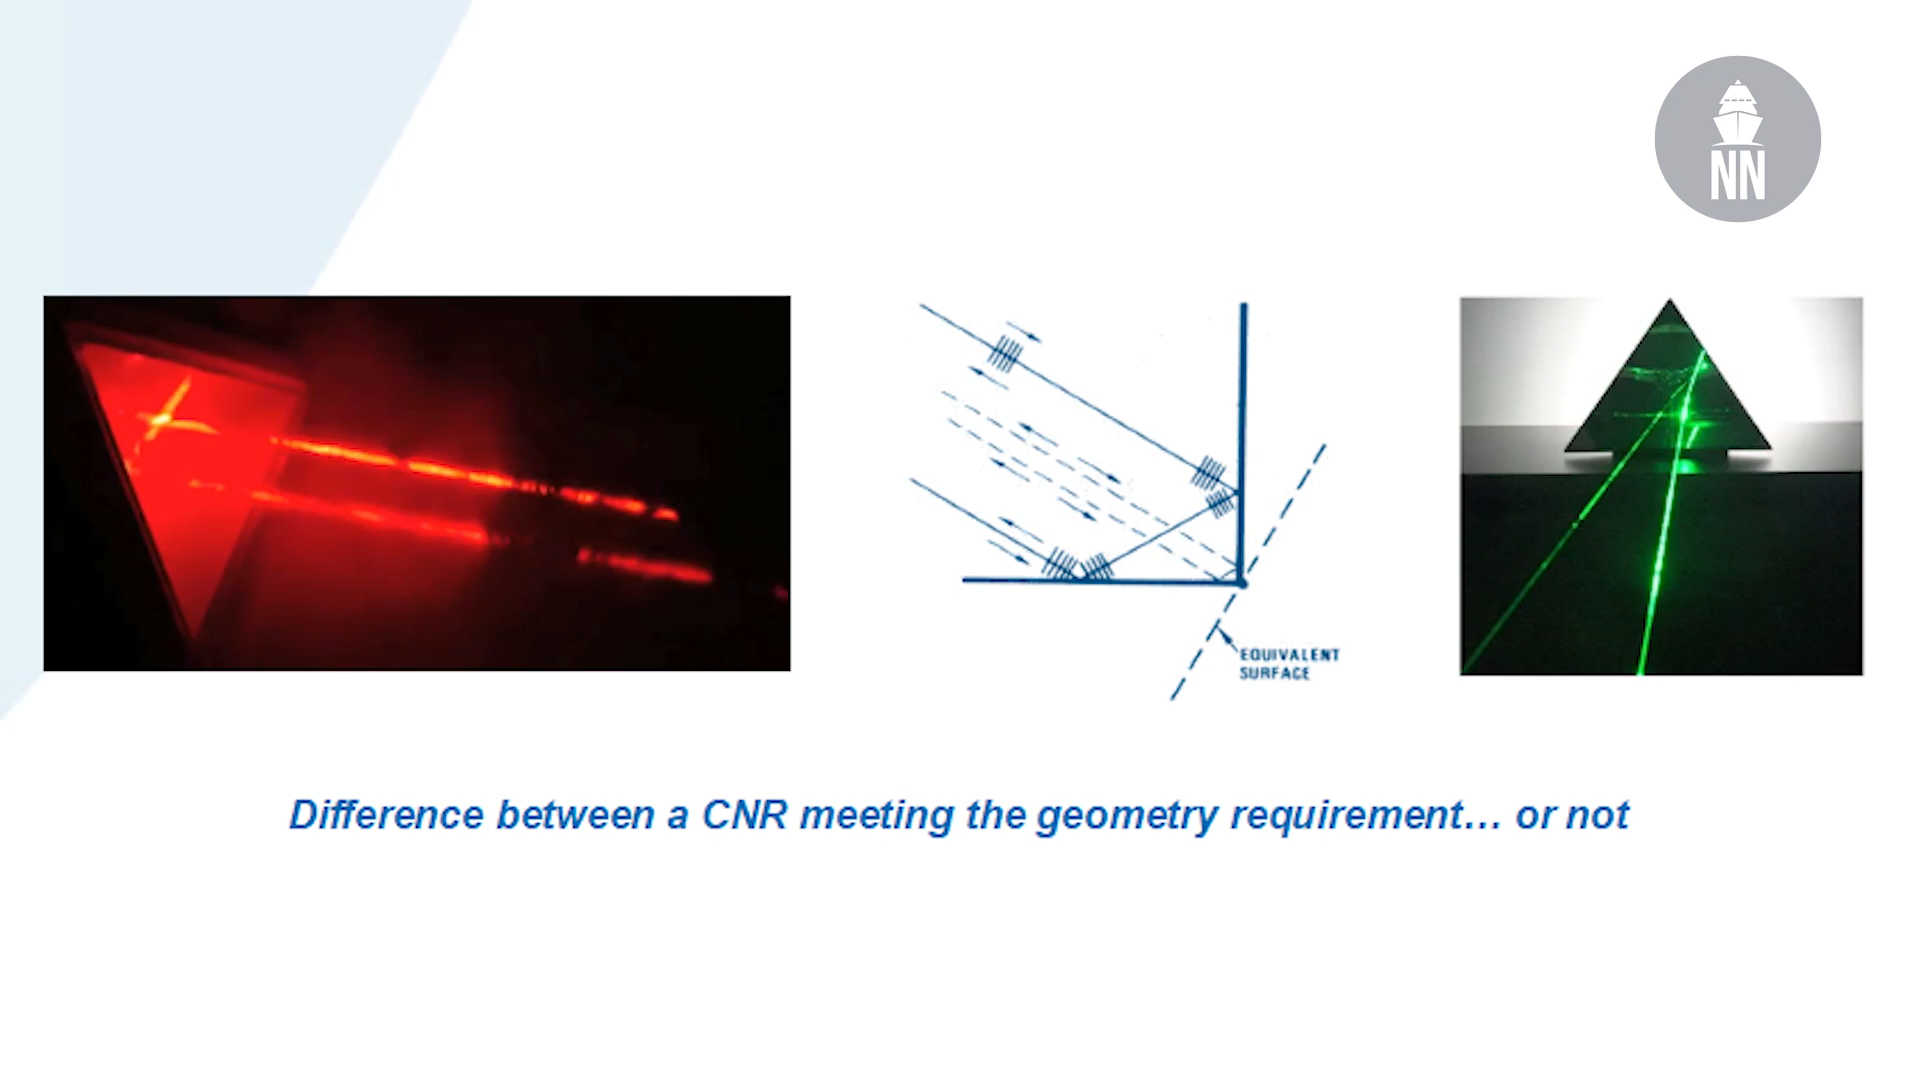 NN
EQUIVALENT
SURFACE
Difference between a CNR meeting the geometry requirement... or not